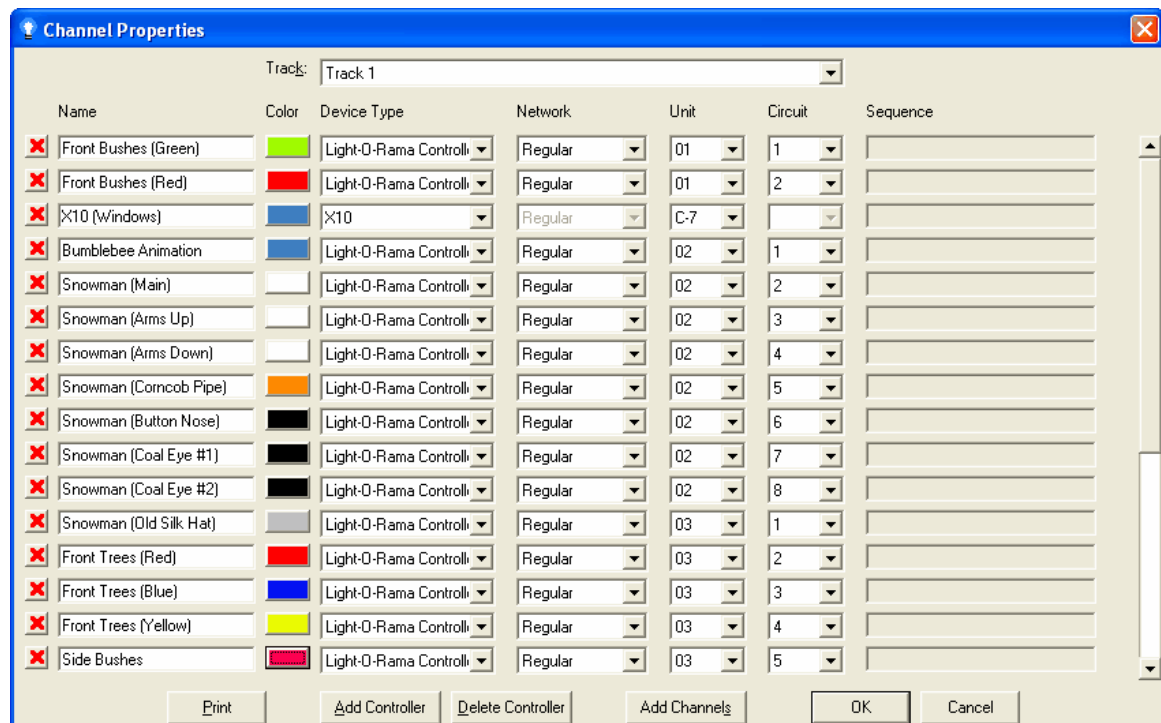 Channel Properties
Track: Track 1
Name Color Device Type Network Unit Circuit Sequence
Front Bushes (Green) Light-O-Rama Controll Regular 01 1
Front Bushes (Red) Light-O-Rama Controll Regular 01 2
X10 (Windows) X10 Regular C-7
Bumblebee Animation Light-O-Rama Controll Regular 02 1
Snowman (Main) Light-O-Rama Controll Regular 02 2
Snowman (Arms Up) Light-O-Rama Controll Regular 02 3
Snowman (Arms Down) Light-O-Rama Controll Regular 02 4
Snowman (Corncob Pipe) Light-O-Rama Controll Regular 02 5
Snowman (Button Nose) Light-O-Rama Controll Regular 02 6
Snowman (Coal Eye #1) Light-O-Rama Controll Regular 02 7
Snowman (Coal Eye #2) Light-O-Rama Controll Regular 02 8
Snowman (Old Silk Hat) Light-O-Rama Controll Regular 03 1
Front Trees (Red) Light-O-Rama Controll Regular 03 2
Front Trees (Blue) Light-O-Rama Controll Regular 03 3
Front Trees (Yellow) Light-O-Rama Controll Regular 03 4
Side Bushes Light-O-Rama Controll Regular 03 5
Print Add Controller Delete Controller Add Channels OK Cancel